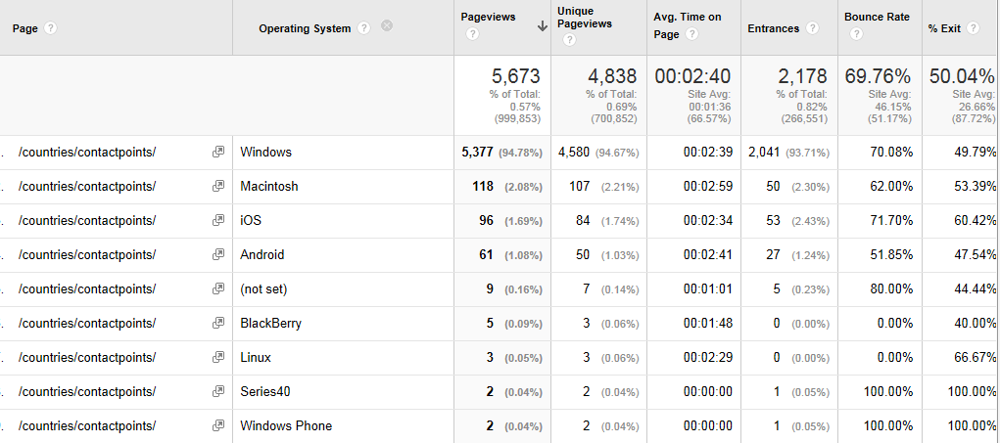 Page ? Operating System ? Pageviews ? Unique Pageviews ? Avg. Time on Page ? Entrances ? Bounce Rate ? % Exit ?
5,673 4,838 00:02:40 2,178 69.76% 50.04%
% of Total: % of Total: Site Avg: % of Total: Site Avg: Site Avg:
0.57% 0.69% 00:01:36 0.82% 46.15% 26.66%
(999,853) (700,852) (66.57%) (266,551) (51.17%) (87.72%)
/countries/contactpoints/ Windows 5,377 (94.78%) 4,580 (94.67%) 00:02:39 2,041 (93.71%) 70.08% 49.79%
/countries/contactpoints/ Macintosh 118 (2.08%) 107 (2.21%) 00:02:59 50 (2.30%) 62.00% 53.39%
/countries/contactpoints/ iOS 96 (1.69%) 84 (1.74%) 00:02:34 53 (2.43%) 71.70% 60.42%
/countries/contactpoints/ Android 61 (1.08%) 50 (1.03%) 00:02:41 27 (1.24%) 51.85% 47.54%
/countries/contactpoints/ (not set) 9 (0.16%) 7 (0.14%) 00:01:01 5 (0.23%) 80.00% 44.44%
/countries/contactpoints/ BlackBerry 5 (0.09%) 3 (0.06%) 00:01:48 0 (0.00%) 0.00% 40.00%
/countries/contactpoints/ Linux 3 (0.05%) 3 (0.06%) 00:02:29 0 (0.00%) 0.00% 66.67%
/countries/contactpoints/ Series40 2 (0.04%) 2 (0.04%) 00:00:00 1 (0.05%) 100.00% 100.00%
/countries/contactpoints/ Windows Phone 2 (0.04%) 2 (0.04%) 00:00:00 1 (0.05%) 100.00% 100.00%